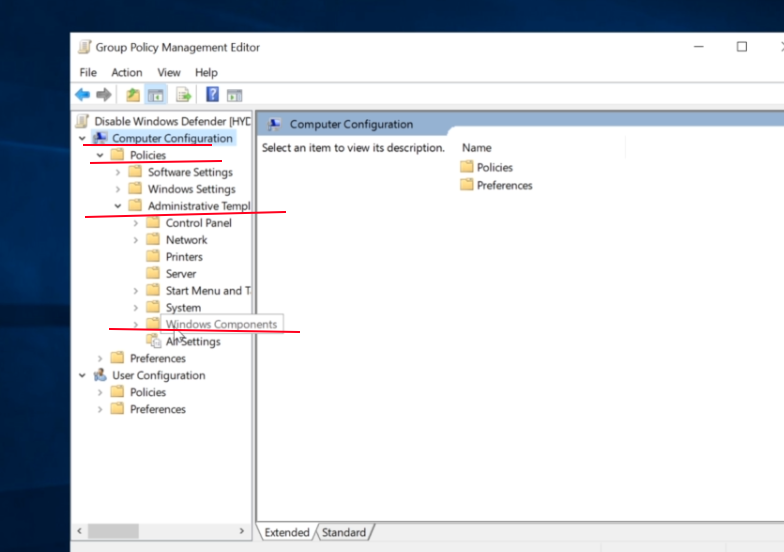 Group Policy Management Editor
File Action View Help
Disable Windows Defender [HYD
Computer Configuration
Policies
Software Settings
Windows Settings
Administrative Templ
Control Panel
Network
Printers
Server
Start Menu and T
System
Windows Components
All Settings
Preferences
User Configuration
Policies
Preferences
Computer Configuration
Select an item to view its description.
Name
Policies
Preferences
Extended Standard